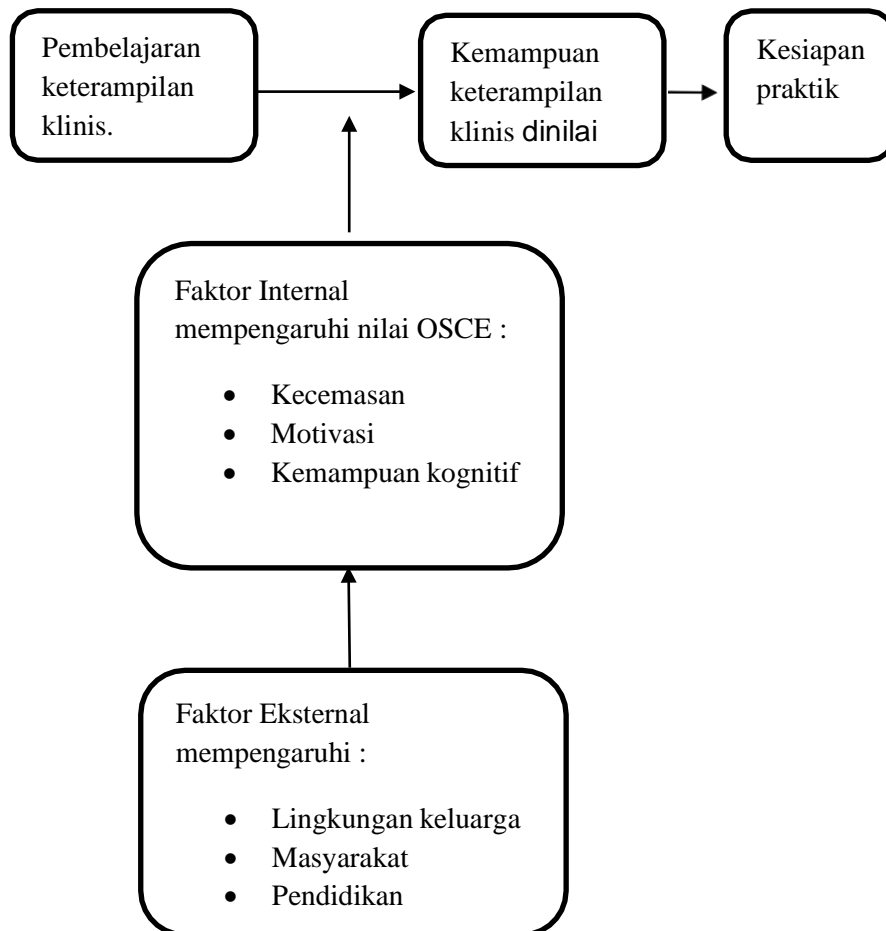 Pembelajaran
keterampilan
klinis.
Kemampuan
keterampilan
klinis dinilai
Kesiapan
praktik
Faktor Internal
mempengaruhi nilai OSCE :
• Kecemasan
• Motivasi
• Kemampuan kognitif
Faktor Eksternal
mempengaruhi :
• Lingkungan keluarga
• Masyarakat
• Pendidikan